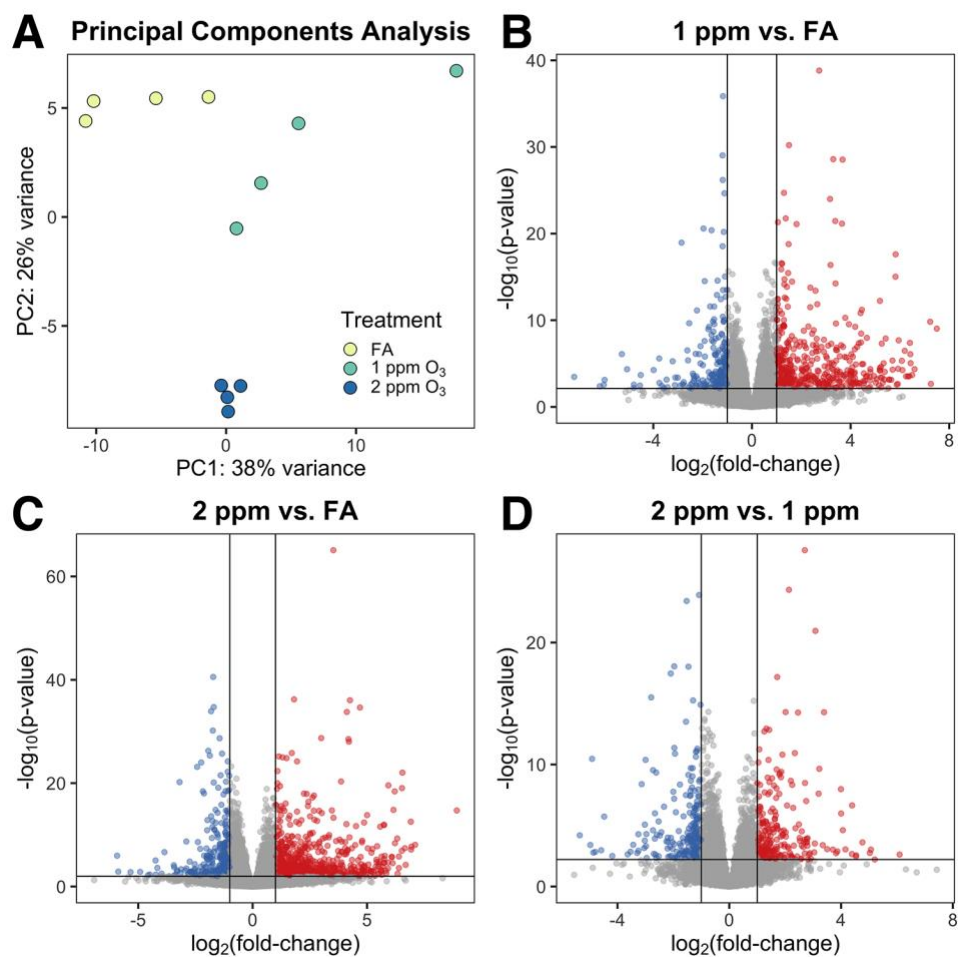 A Principal Components Analysis
5
0
-5
-10 0 10
PC2: 26% variance
PC1: 38% variance
Treatment
FA
1 ppm O₃
2 ppm O₃
B 1 ppm vs. FA
40
30
20
10
0
-4 0 4 8
-log₁₀(p-value)
log₂(fold-change)
C 2 ppm vs. FA
60
40
20
0
-5 0 5
-log₁₀(p-value)
log₂(fold-change)
D 2 ppm vs. 1 ppm
20
10
0
-4 0 4 8
-log₁₀(p-value)
log₂(fold-change)